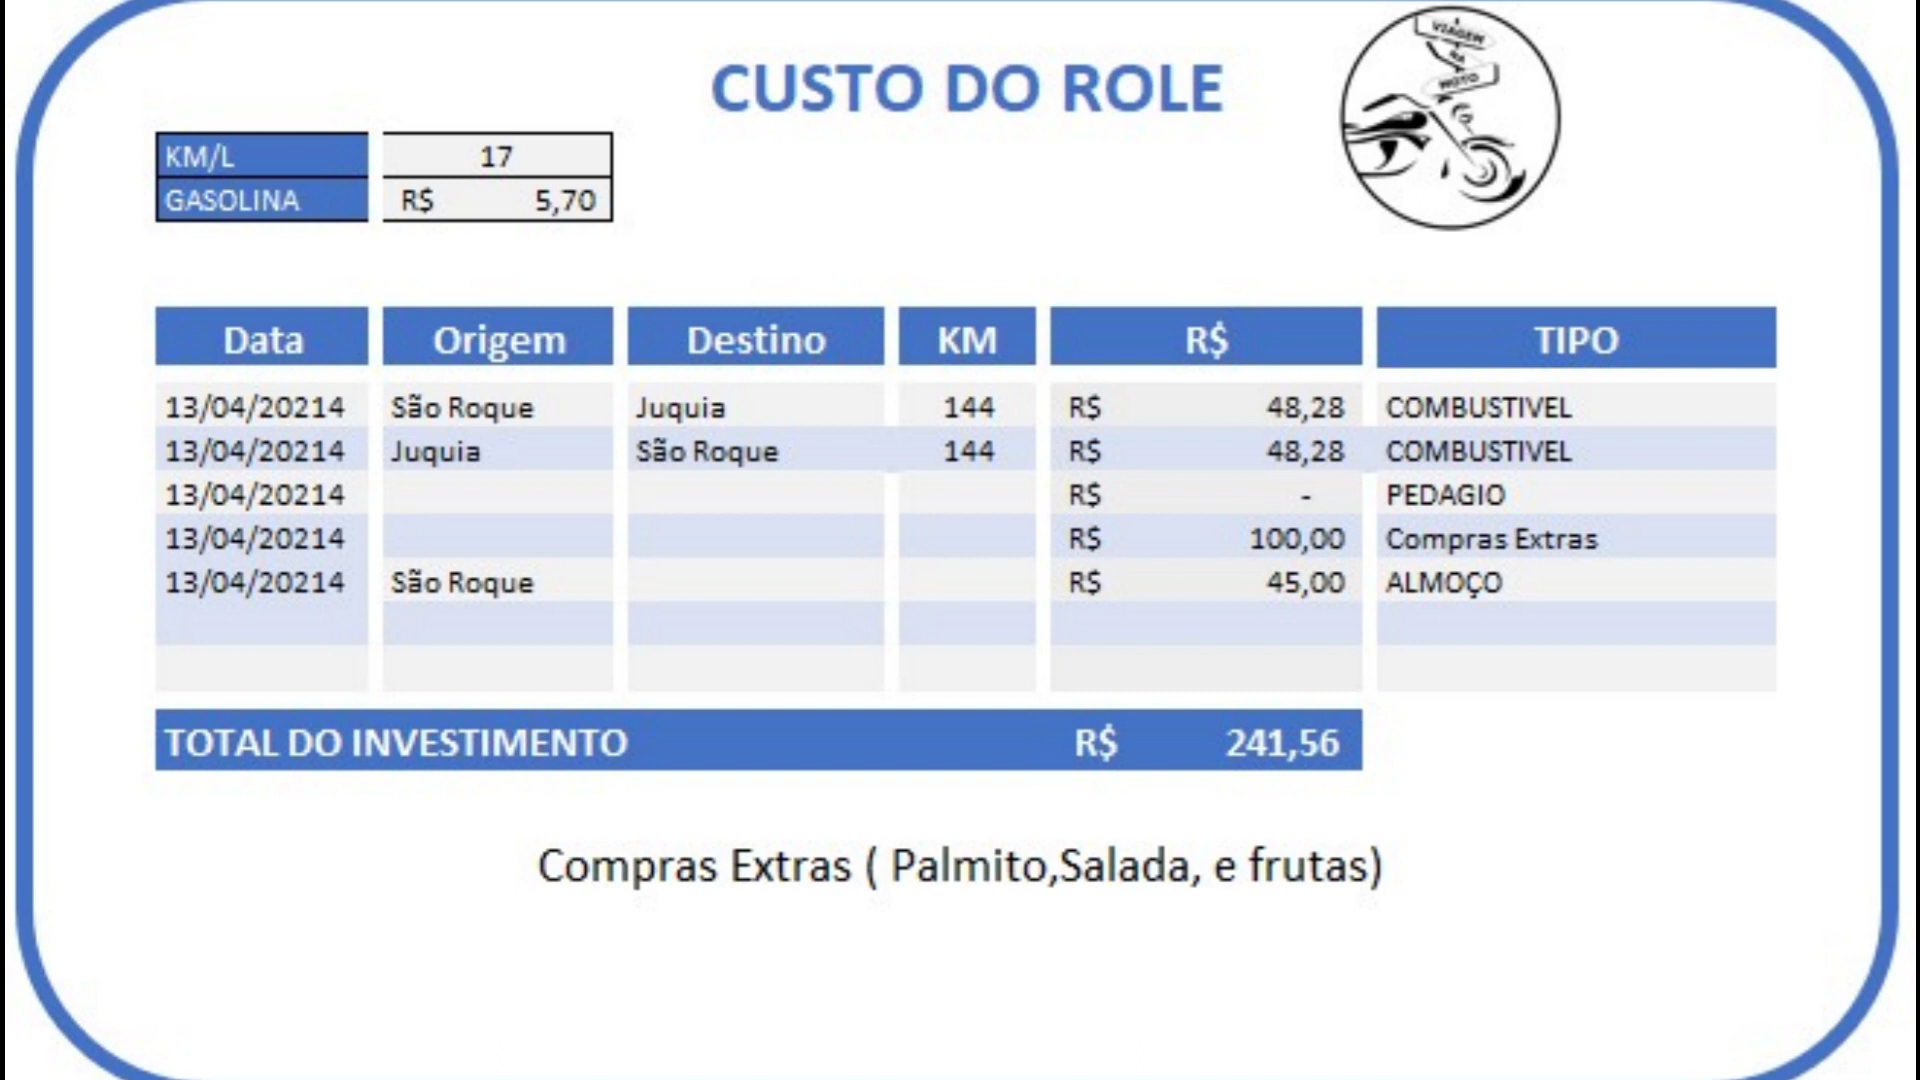 CUSTO DO ROLE
A
VIAGEM
NA
MOTO
KM/L 17
GASOLINA R$ 5,70
Data Origem Destino KM R$ TIPO
13/04/20214 São Roque Juquia 144 R$ 48,28 COMBUSTIVEL
13/04/20214 Juquia São Roque 144 R$ 48,28 COMBUSTIVEL
13/04/20214 R$ - PEDAGIO
13/04/20214 R$ 100,00 Compras Extras
13/04/20214 São Roque R$ 45,00 ALMOÇO
TOTAL DO INVESTIMENTO R$ 241,56
Compras Extras ( Palmito,Salada, e frutas)